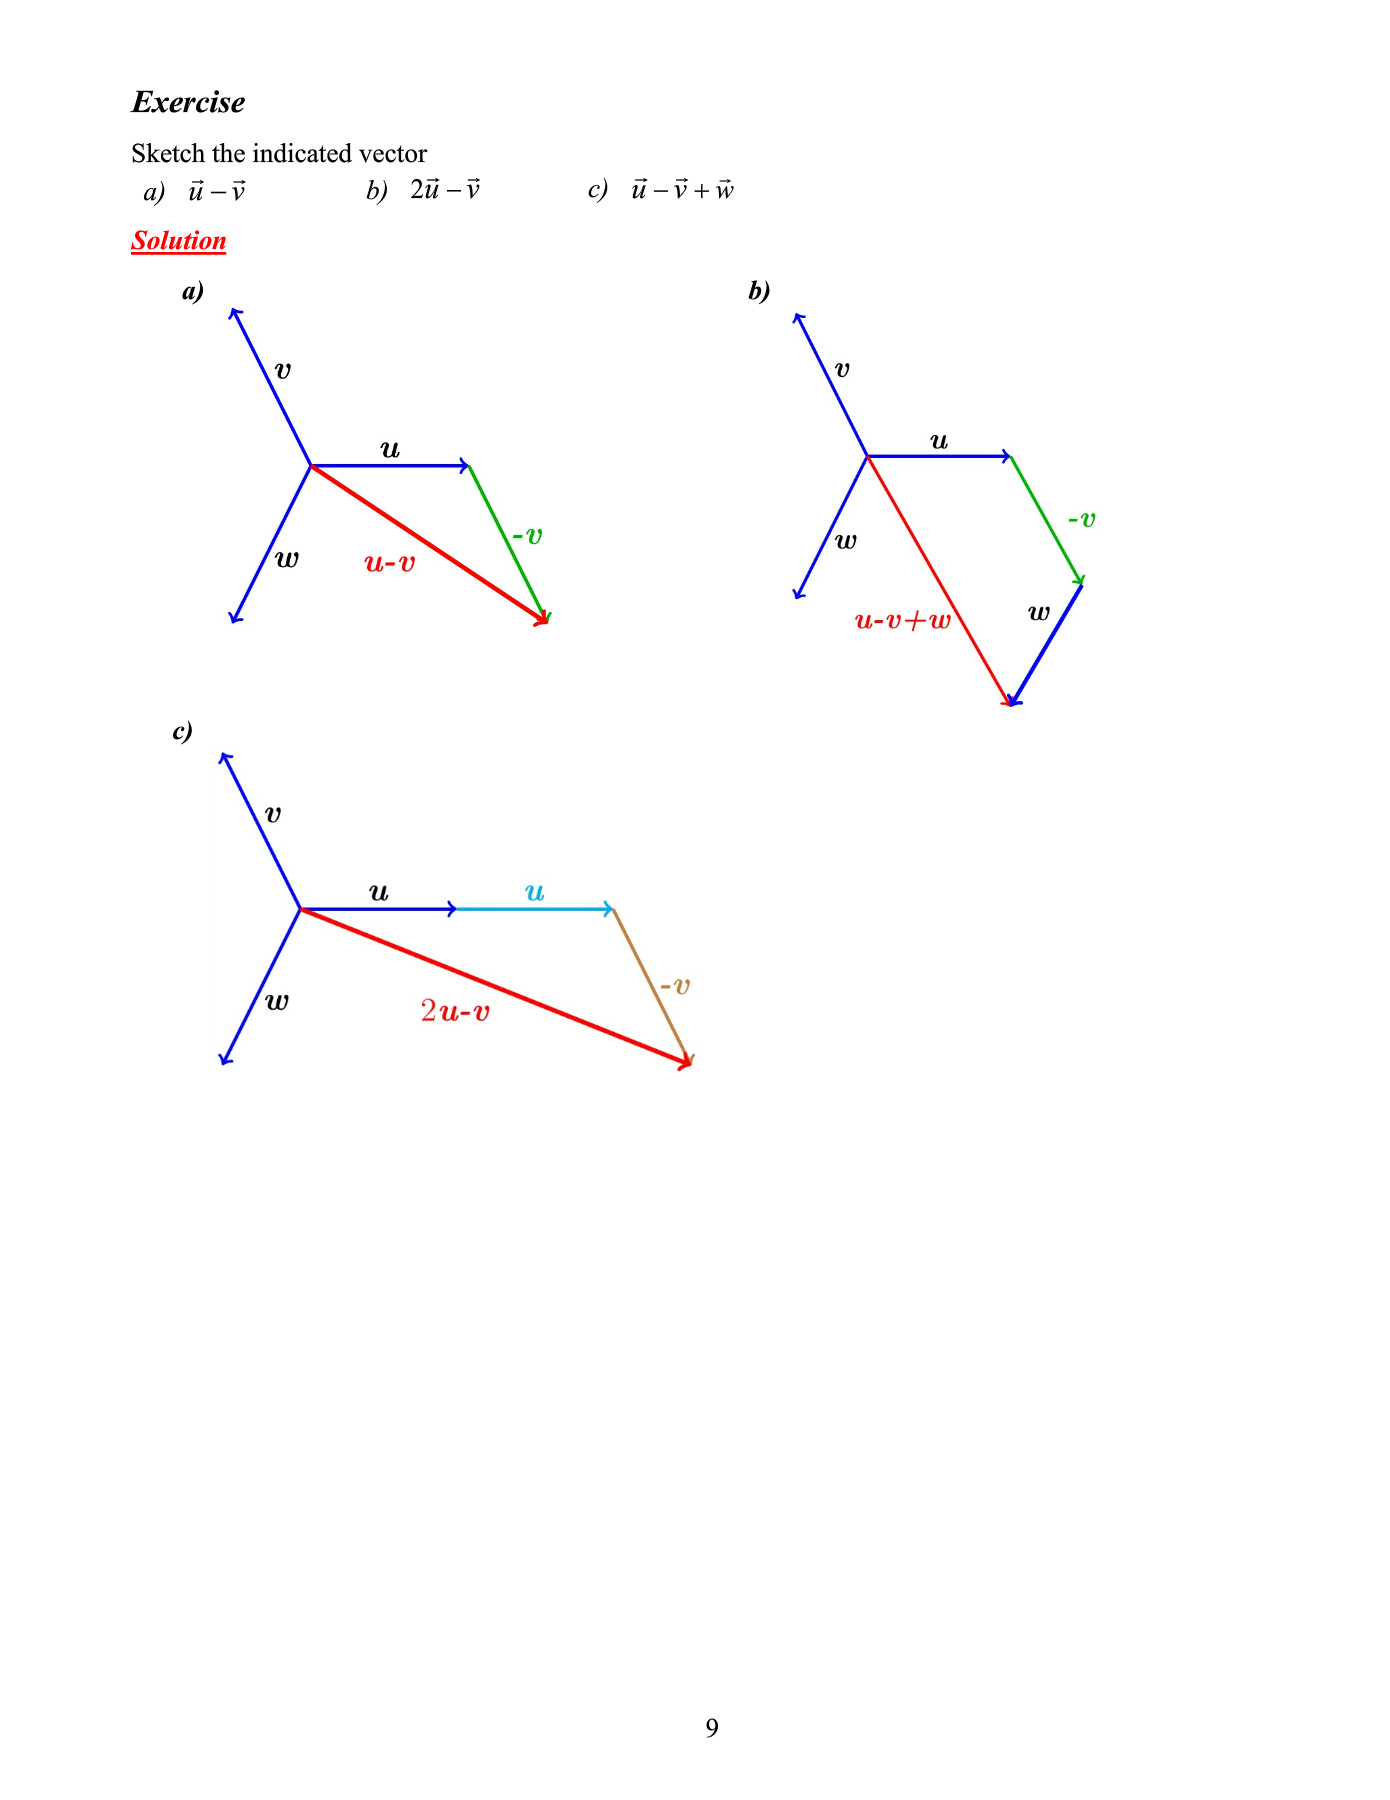 Exercise
Sketch the indicated vector
a) u⃗ − v⃗ b) 2u⃗ − v⃗ c) u⃗ − v⃗ + w⃗
Solution
a)
v
u
-v
w
u-v
b)
v
u
-v
w
w
u-v+w
c)
v
u
u
-v
w
2u-v
9